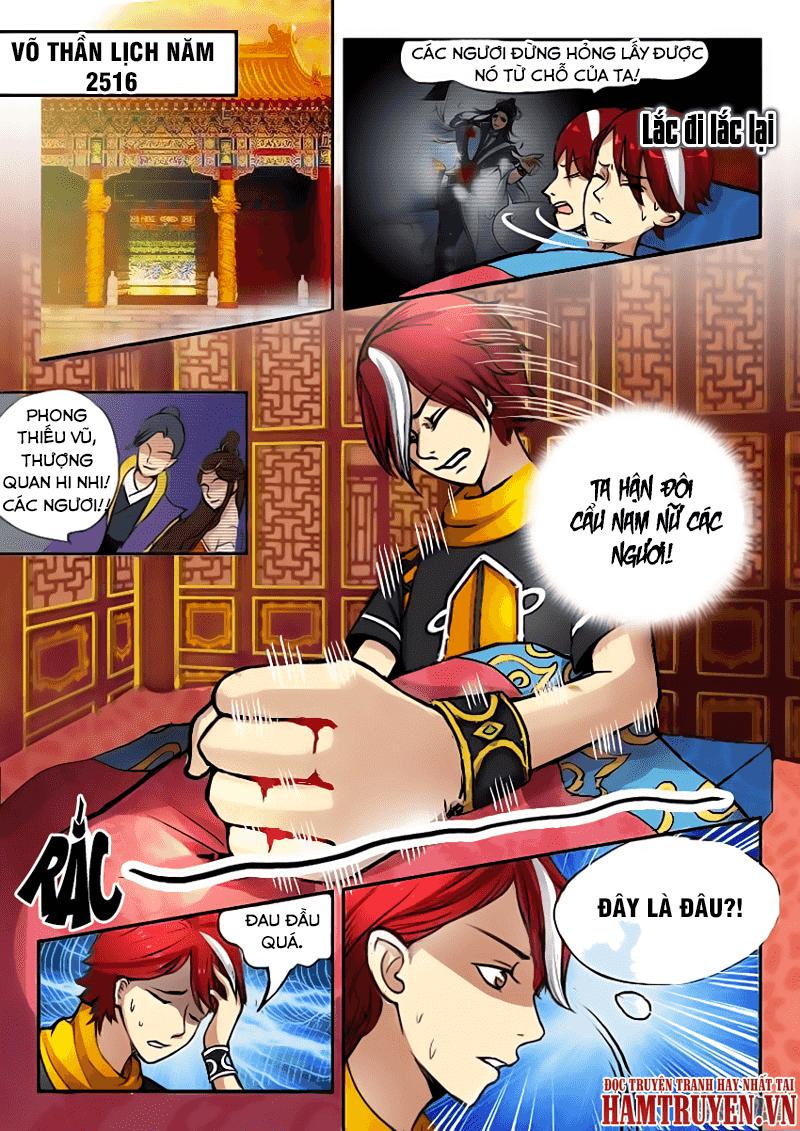 VÕ THẦN LỊCH NĂM
2516
CÁC NGƯƠI ĐỪNG HỎNG LẤY ĐƯỢC
NÓ TỪ CHỖ CỦA TA!
Lắc đi lắc lại
PHONG
THIẾU VŨ,
THƯỢNG
QUAN HI NHI!
CÁC NGƯƠI!!
TA HẬN ĐÔI
CẨU NAM NỮ CÁC
NGƯƠI!
RẮC
ĐAU ĐẦU
QUÁ.
ĐÂY LÀ ĐÂU?!
ĐỌC TRUYỆN TRANH HAY NHẤT TẠI
HAMTRUYEN.VN